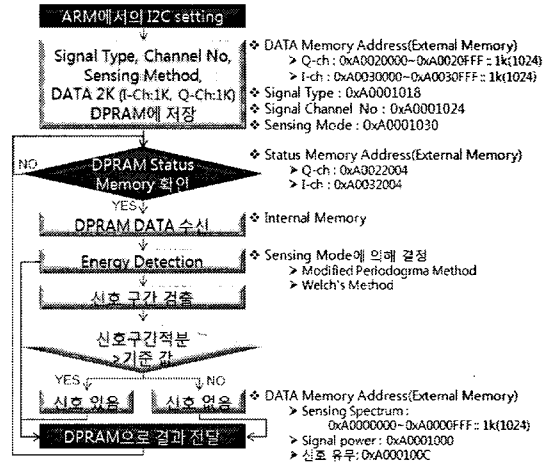 ARM에서의 I2C setting
Signal Type, Channel No,
Sensing Method,
DATA 2K (I-Ch:1K, Q-Ch:1K)
DPRAM에 저장
❖ DATA Memory Address(External Memory)
➢ Q-ch : 0xA0020000~0xA0020FFF :: 1k(1024)
➢ I-ch : 0xA0030000~0xA0030FFF :: 1k(1024)
❖ Signal Type : 0xA0001018
❖ Signal Channel No : 0xA0001024
❖ Sensing Mode : 0xA0001030
NO
DPRAM Status
Memory 확인
❖ Status Memory Address(External Memory)
➢ Q-ch : 0xA0022004
➢ I-ch : 0xA0032004
YES
DPRAM DATA 수신
❖ Internal Memory
Energy Detection
❖ Sensing Mode에 의해 결정
➢ Modified Periodogrma Method
➢ Welch's Method
신호 구간 검출
신호구간적분
>기준 값
YES
NO
신호 있음
신호 없음
❖ DATA Memory Address(External Memory)
➢ Sensing Spectrum :
0xA0000000~0xA0000FFF :: 1k(1024)
➢ Signal power : 0xA0001000
➢ 신호 유무: 0xA000100C
DPRAM으로 결과 전달